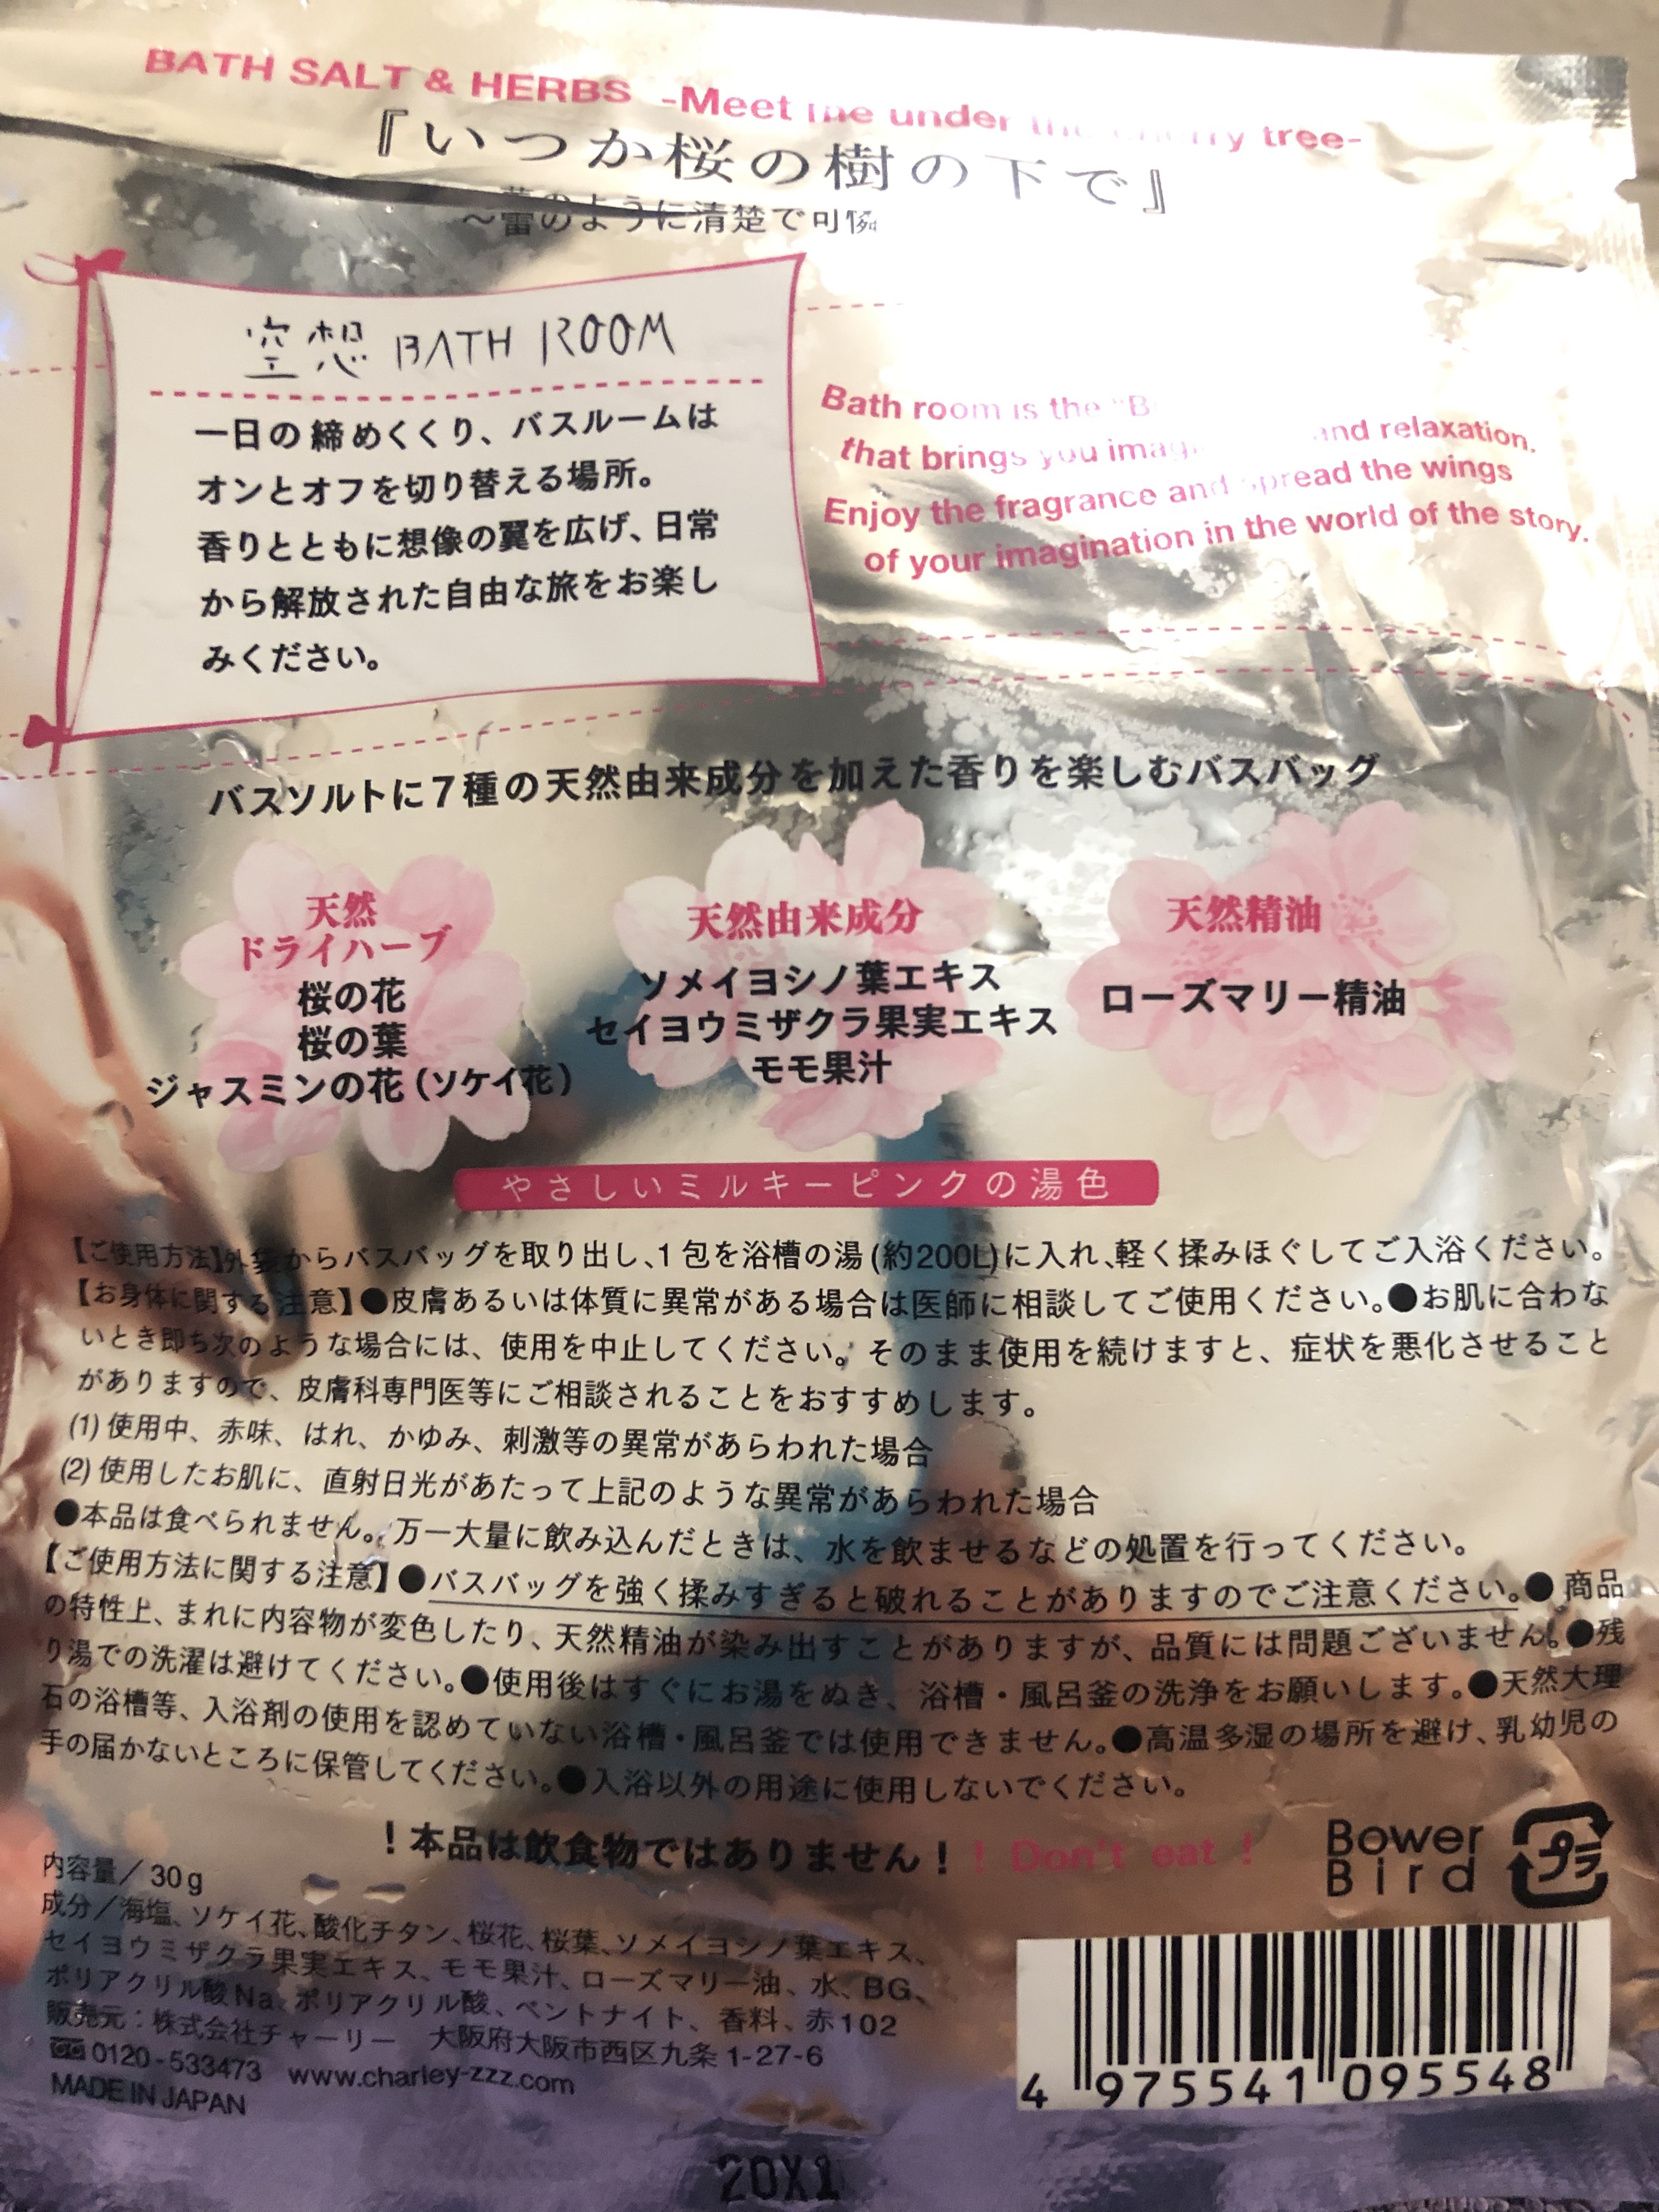 BATH SALT & HERBS -Meet me under the cherry tree-
『いつか桜の樹の下で』
～蕾のように清楚で可憐
空想 BATH ROOM
一日の締めくくり、バスルームは
オンとオフを切り替える場所。
香りとともに想像の翼を広げ、日常
から解放された自由な旅をお楽し
みください。
Bath room is the
that brings you and relaxation.
Enjoy the fragrance and spread the wings
of your imagination in the world of the story.
バスソルトに7種の天然由来成分を加えた香りを楽しむバスバッグ
天然
ドライハーブ
桜の花
桜の葉
ジャスミンの花（ソケイ花）
天然由来成分
ソメイヨシノ葉エキス
セイヨウミザクラ果実エキス
モモ果汁
天然精油
ローズマリー精油
やさしいミルキーピンクの湯色
【ご使用方法】外袋からバスバッグを取り出し、1包を浴槽の湯(約200L)に入れ、軽く揉みほぐしてご入浴ください。
【お身体に関する注意】●皮膚あるいは体質に異常がある場合は医師に相談してご使用ください。●お肌に合わな
いとき即ち次のような場合には、使用を中止してください。そのまま使用を続けますと、症状を悪化させること
がありますので、皮膚科専門医等にご相談されることをおすすめします。
(1)使用中、赤味、はれ、かゆみ、刺激等の異常があらわれた場合
(2)使用したお肌に、直射日光があたって上記のような異常があらわれた場合
●本品は食べられません。万一大量に飲み込んだときは、水を飲ませるなどの処置を行ってください。
【ご使用方法に関する注意】●バスバッグを強く揉みすぎると破れることがありますのでご注意ください。●商品
の特性上、まれに内容物が変色したり、天然精油が染み出すことがありますが、品質には問題ございません。●残
り湯での洗濯は避けてください。●使用後はすぐにお湯をぬき、浴槽・風呂釜の洗浄をお願いします。●天然大理
石の浴槽等、入浴剤の使用を認めていない浴槽・風呂釜では使用できません。●高温多湿の場所を避け、乳幼児の
手の届かないところに保管してください。●入浴以外の用途に使用しないでください。
！本品は飲食物ではありません！！Don't eat！
Bower
Bird
プラ
内容量／30g
成分／海塩、ソケイ花、酸化チタン、桜花、桜葉、ソメイヨシノ葉エキス、
セイヨウミザクラ果実エキス、モモ果汁、ローズマリー油、水、BG、
ポリアクリル酸Na、ポリアクリル酸、ベントナイト、香料、赤102
販売元：株式会社チャーリー 大阪府大阪市西区九条1-27-6
0120-533473 www.charley-zzz.com
MADE IN JAPAN
4 975541 095548
20X1